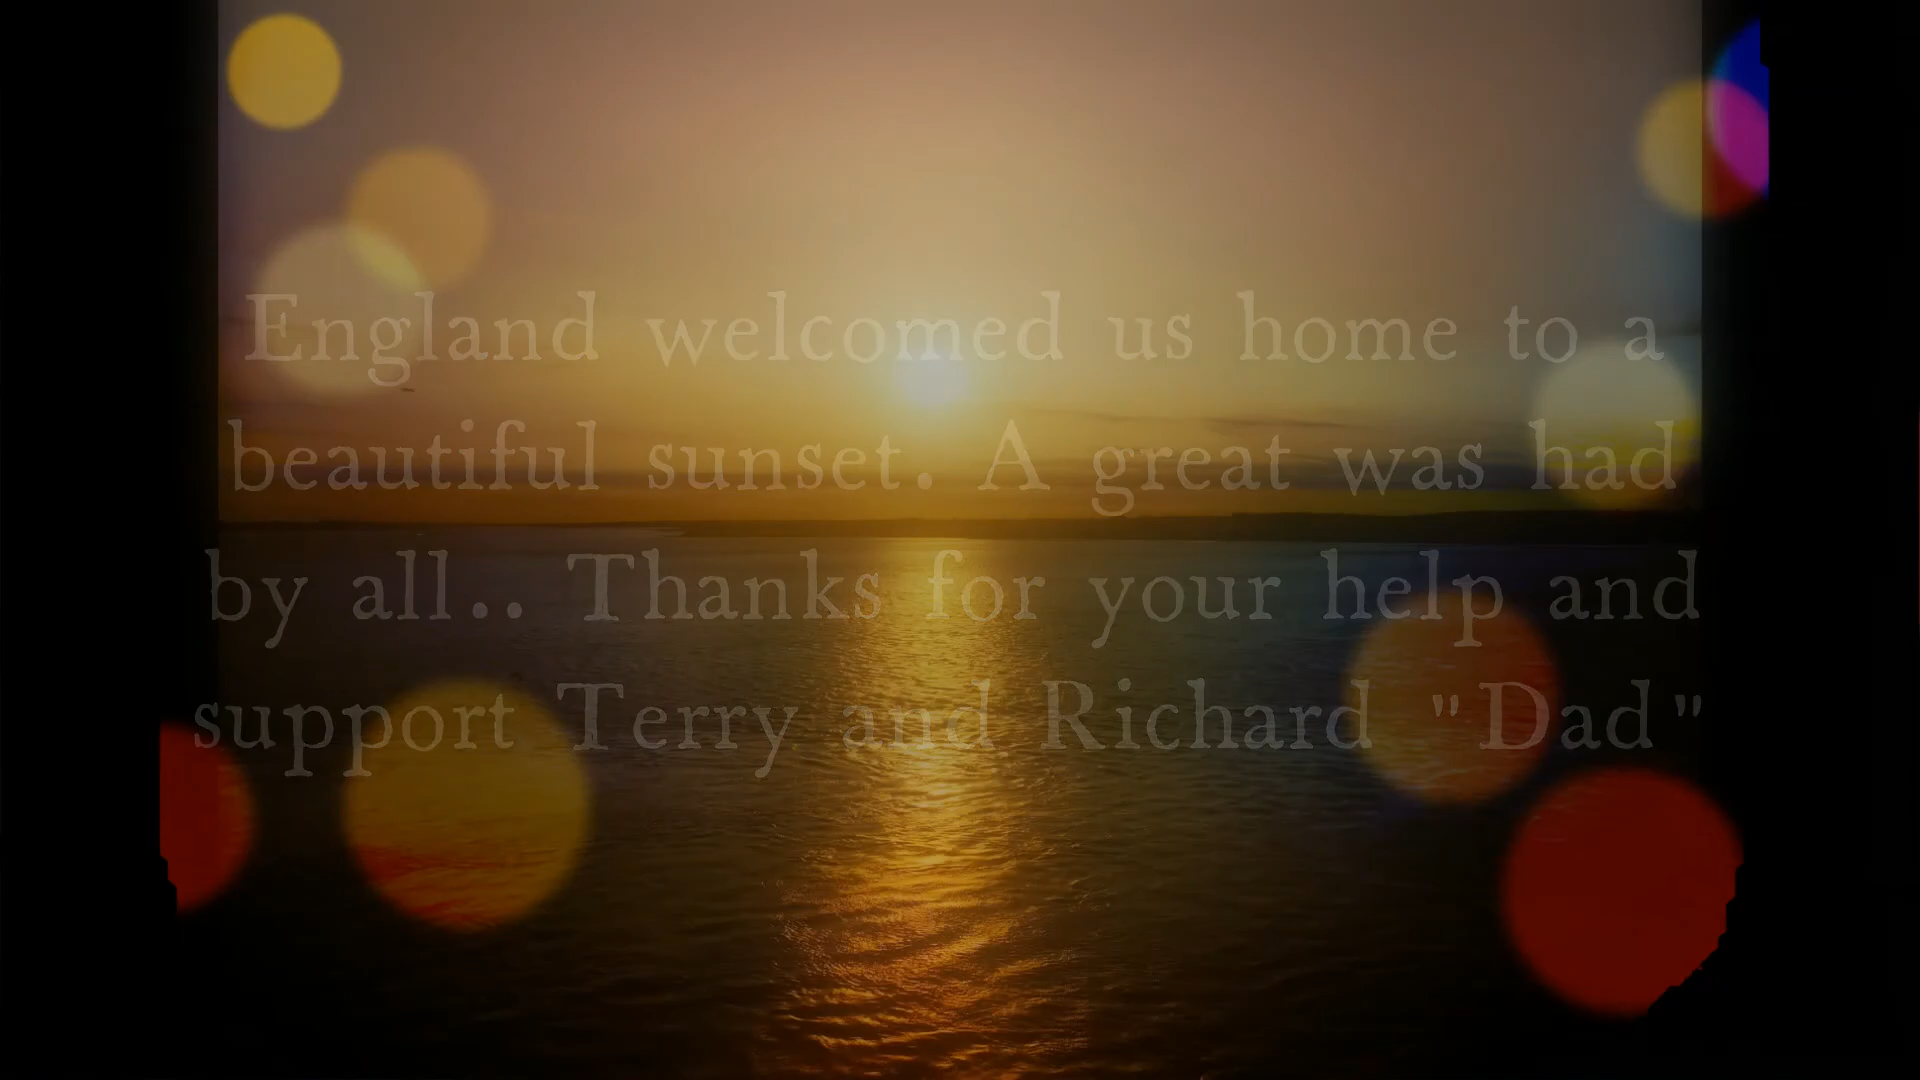 England welcomed us home to a
beautiful sunset. A great was had
by all.. Thanks for your help and
support Terry and Richard "Dad"